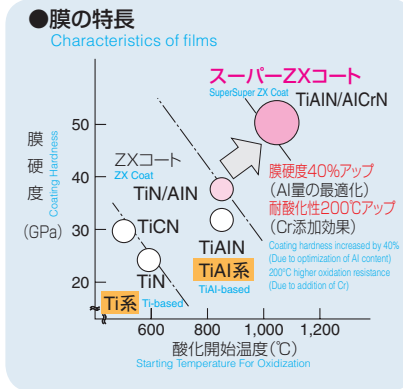 ●膜の特長
Characteristics of films
スーパーZXコート
SuperSuper ZX Coat
TiAlN/AlCrN
50
40
30
20
膜
硬
度
(GPa)
Coating Hardness
ZXコート
ZX Coat
TiN/AlN
膜硬度40%アップ
(Al量の最適化)
耐酸化性200℃アップ
(Cr添加効果)
Coating hardness increased by 40%
(Due to optimization of Al content)
200°C higher oxidation resistance
(Due to addition of Cr)
TiCN
TiAlN
TiAl系
TiAl-based
TiN
Ti系
Ti-based
600
800
1,000
1,200
酸化開始温度(℃)
Starting Temperature For Oxidization